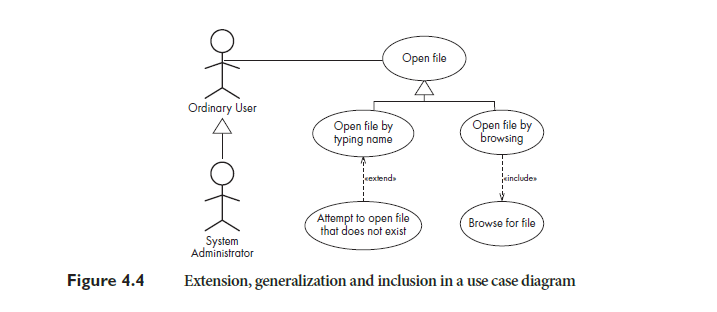 Open file
Ordinary User
Open file by
typing name
Open file by
browsing
«extend»
«include»
Attempt to open file
that does not exist
Browse for file
System
Administrator
Figure 4.4 Extension, generalization and inclusion in a use case diagram